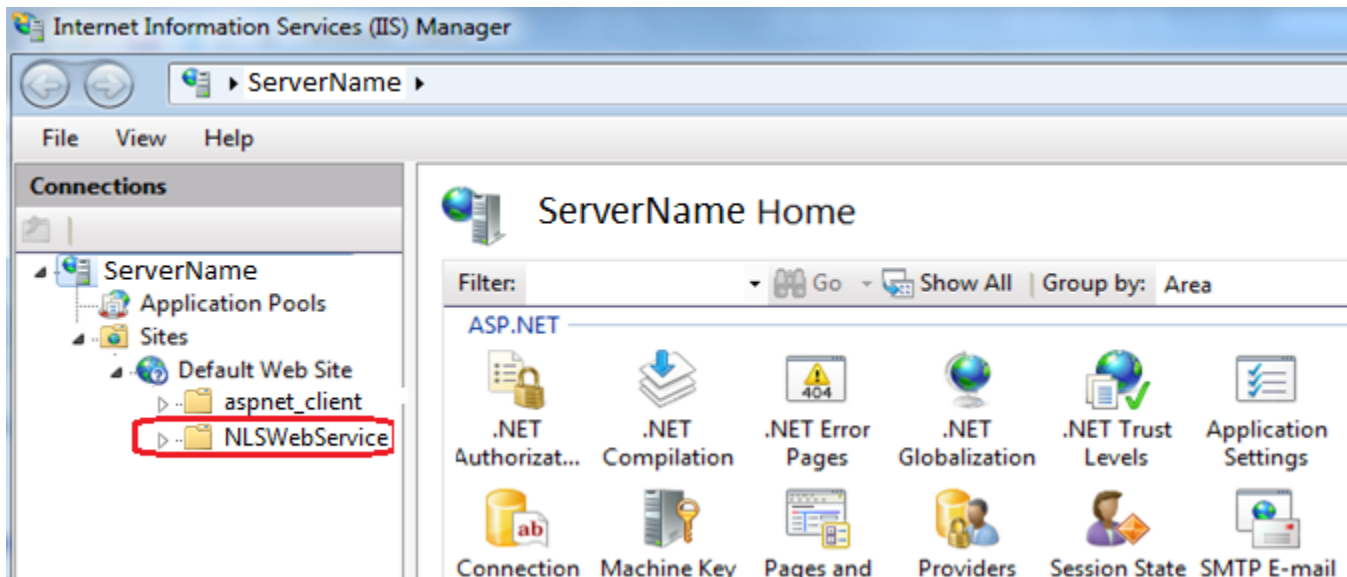 Internet Information Services (IIS) Manager
ServerName
File View Help
Connections
ServerName
Application Pools
Sites
Default Web Site
aspnet_client
NLSWebService
ServerName Home
Filter: Go Show All Group by: Area
ASP.NET
404
.NET .NET .NET Error .NET .NET Trust Application
Authorizat... Compilation Pages Globalization Levels Settings
ab
Connection Machine Key Pages and Providers Session State SMTP E-mail